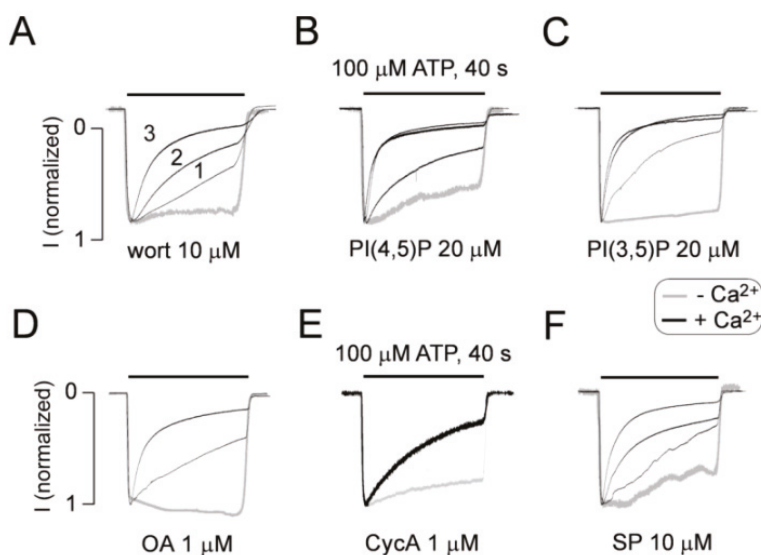 A
B
C
100 μM ATP, 40 s
I (normalized)
0
1
3
2
1
wort 10 μM
PI(4,5)P 20 μM
PI(3,5)P 20 μM
- Ca²⁺
+ Ca²⁺
D
E
F
100 μM ATP, 40 s
I (normalized)
0
1
OA 1 μM
CycA 1 μM
SP 10 μM